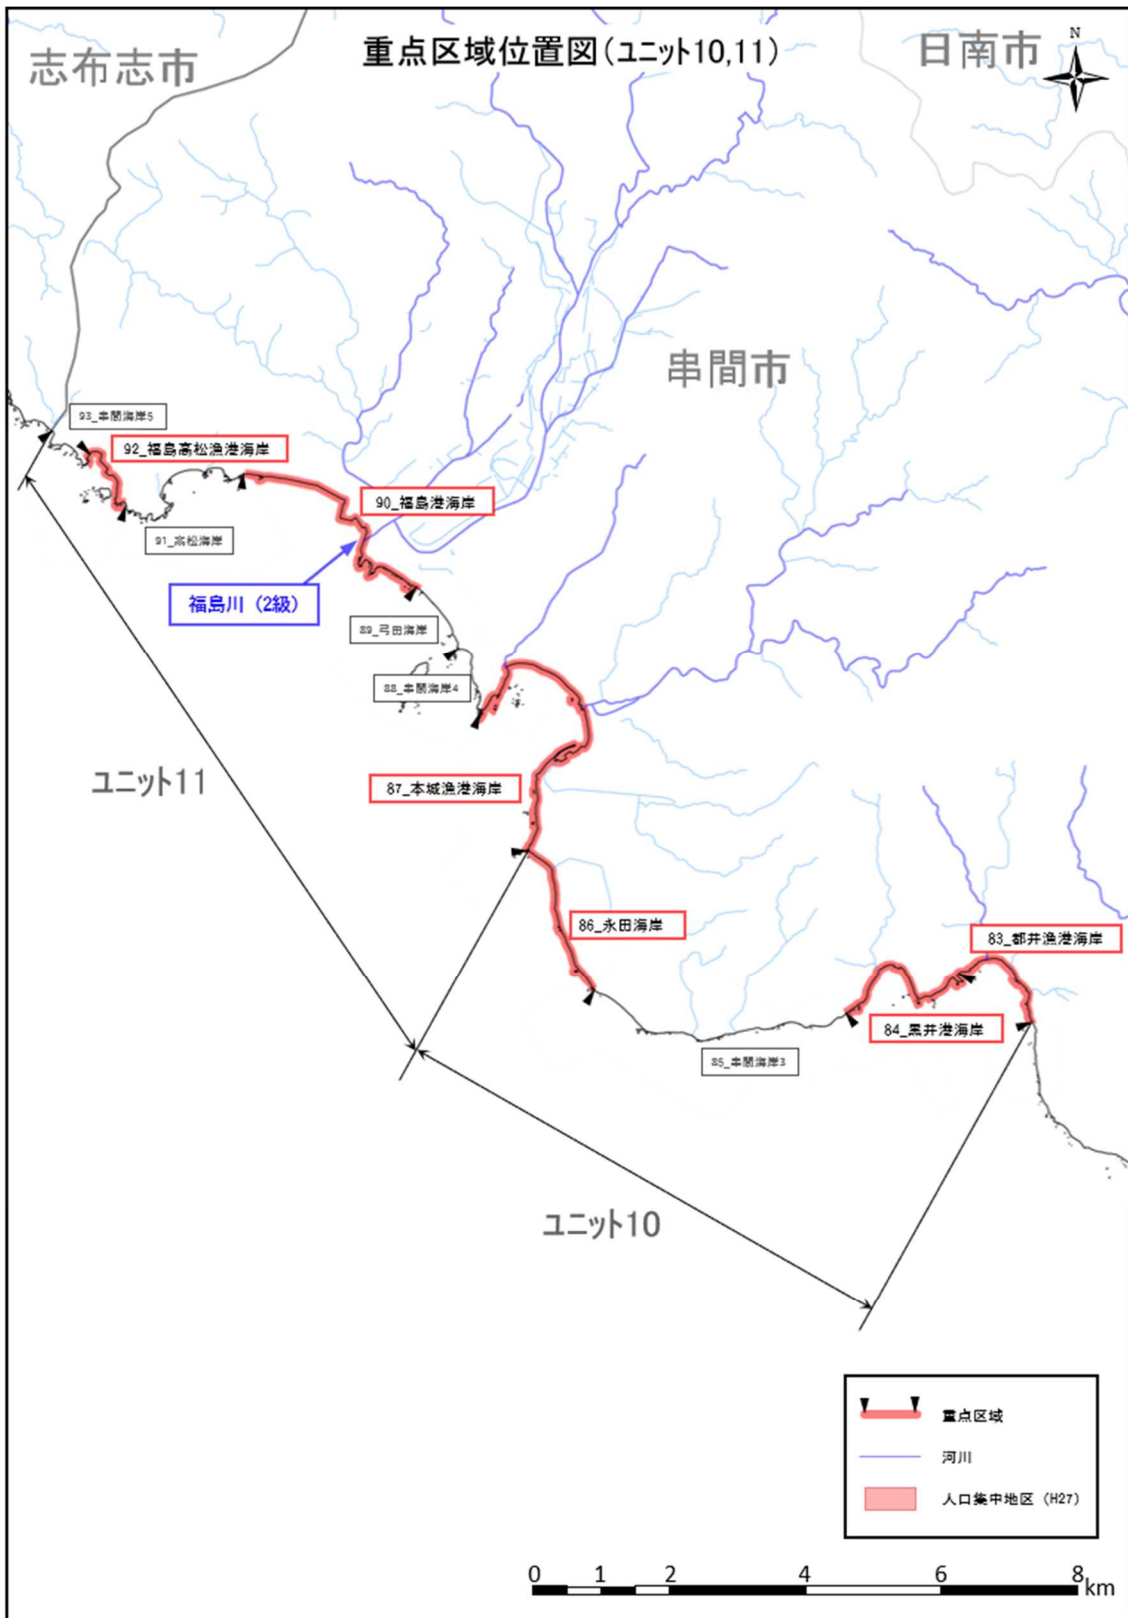 重点区域位置図(ユニット10,11)
志布志市
日南市
N
串間市
93_串間海岸5
92_福島高松漁港海岸
90_福島港海岸
91_高松海岸
福島川（2級）
89_弓田海岸
88_串間海岸4
ユニット11
87_本城漁港海岸
86_永田海岸
83_都井漁港海岸
84_黒井港海岸
85_串間海岸3
ユニット10
重点区域
河川
人口集中地区（H27）
0 1 2 4 6 8 km